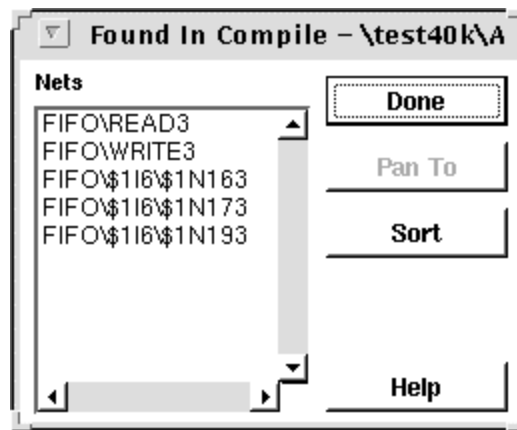 Found In Compile – \test40k\A
Nets
FIFO\READ3
FIFO\WRITE3
FIFO\$1I6\$1N163
FIFO\$1I6\$1N173
FIFO\$1I6\$1N193
Done
Pan To
Sort
Help